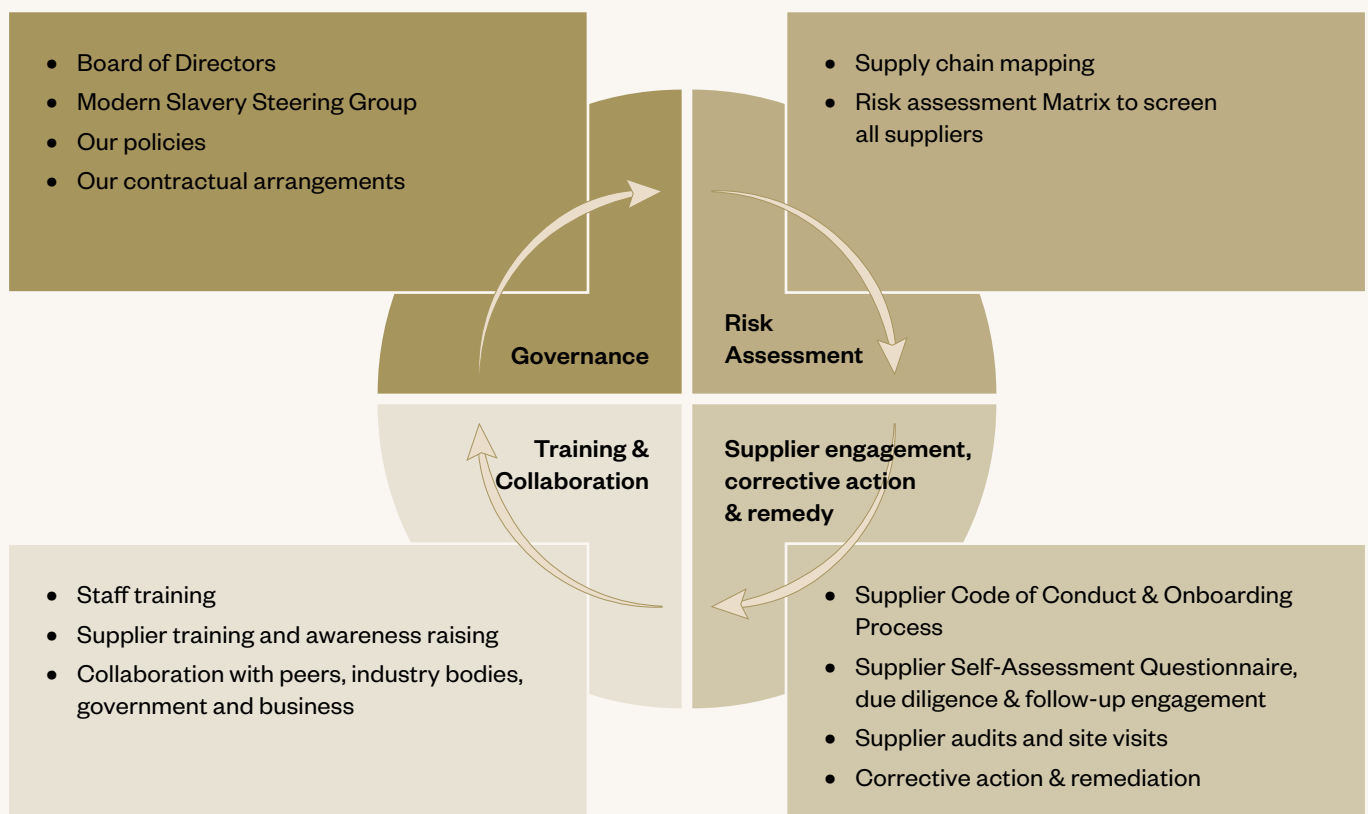 • Board of Directors
• Modern Slavery Steering Group
• Our policies
• Our contractual arrangements
• Supply chain mapping
• Risk assessment Matrix to screen
all suppliers
Governance
Risk
Assessment
Training &
Collaboration
Supplier engagement,
corrective action
& remedy
• Staff training
• Supplier training and awareness raising
• Collaboration with peers, industry bodies,
government and business
• Supplier Code of Conduct & Onboarding
Process
• Supplier Self-Assessment Questionnaire,
due diligence & follow-up engagement
• Supplier audits and site visits
• Corrective action & remediation